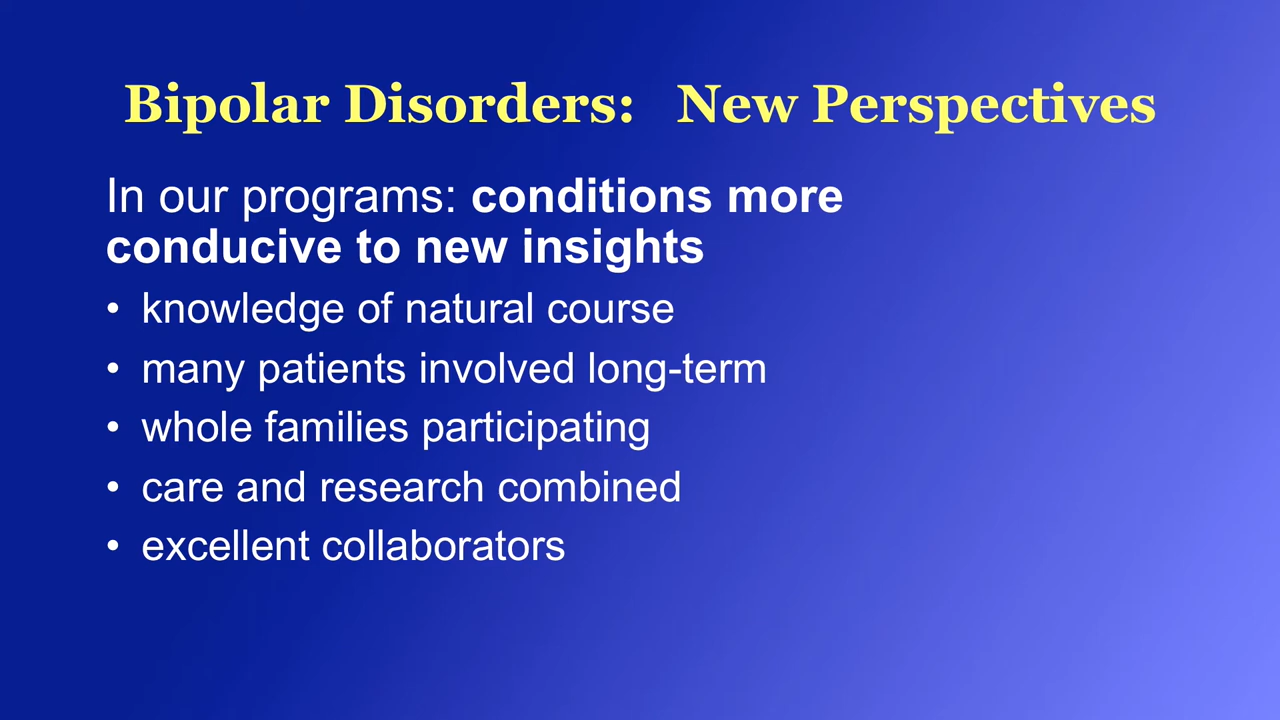 Bipolar Disorders: New Perspectives
In our programs: conditions more
conducive to new insights
• knowledge of natural course
• many patients involved long-term
• whole families participating
• care and research combined
• excellent collaborators